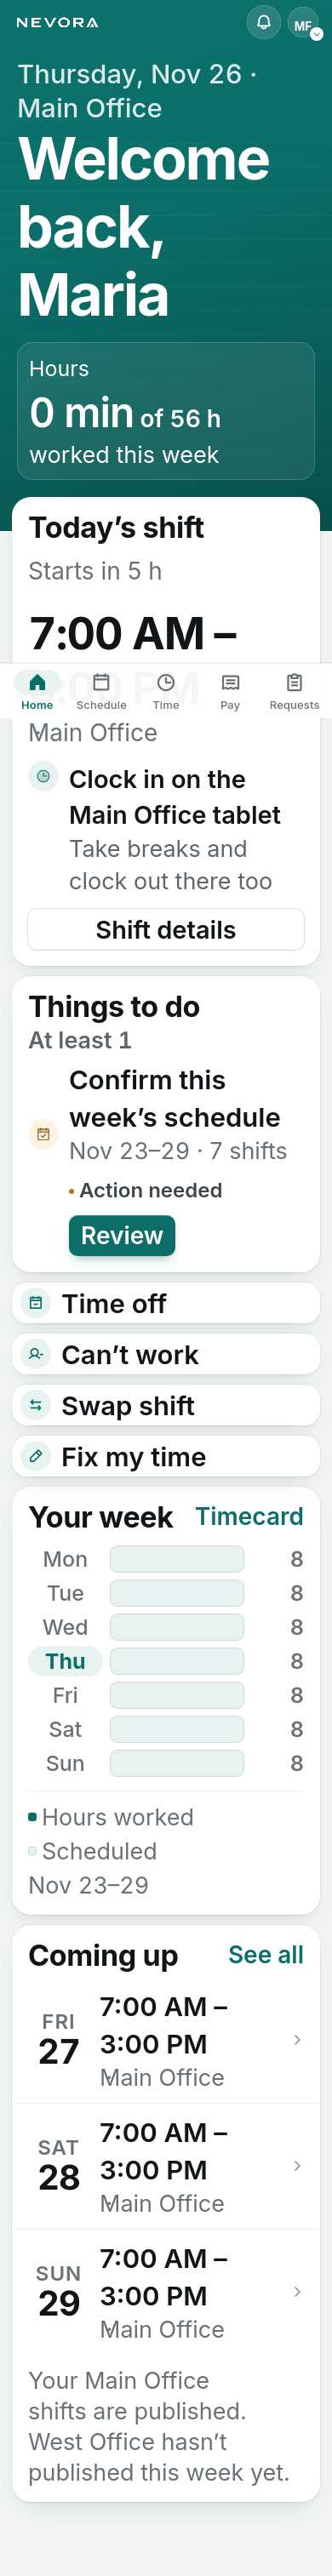 NEVORA
MF
Thursday, Nov 26 ·
Main Office
Welcome
back,
Maria
Hours
0 min of 56 h
worked this week
Today’s shift
Starts in 5 h
7:00 AM –
PM
Home
Schedule
Time
Pay
Requests
Main Office
Clock in on the
Main Office tablet
Take breaks and
clock out there too
Shift details
Things to do
At least 1
Confirm this
week’s schedule
Nov 23–29 · 7 shifts
Action needed
Review
Time off
Can’t work
Swap shift
Fix my time
Your week Timecard
Mon 8
Tue 8
Wed 8
Thu 8
Fri 8
Sat 8
Sun 8
Hours worked
Scheduled
Nov 23–29
Coming up See all
FRI
27
7:00 AM –
3:00 PM
Main Office
SAT
28
7:00 AM –
3:00 PM
Main Office
SUN
29
7:00 AM –
3:00 PM
Main Office
Your Main Office
shifts are published.
West Office hasn’t
published this week yet.